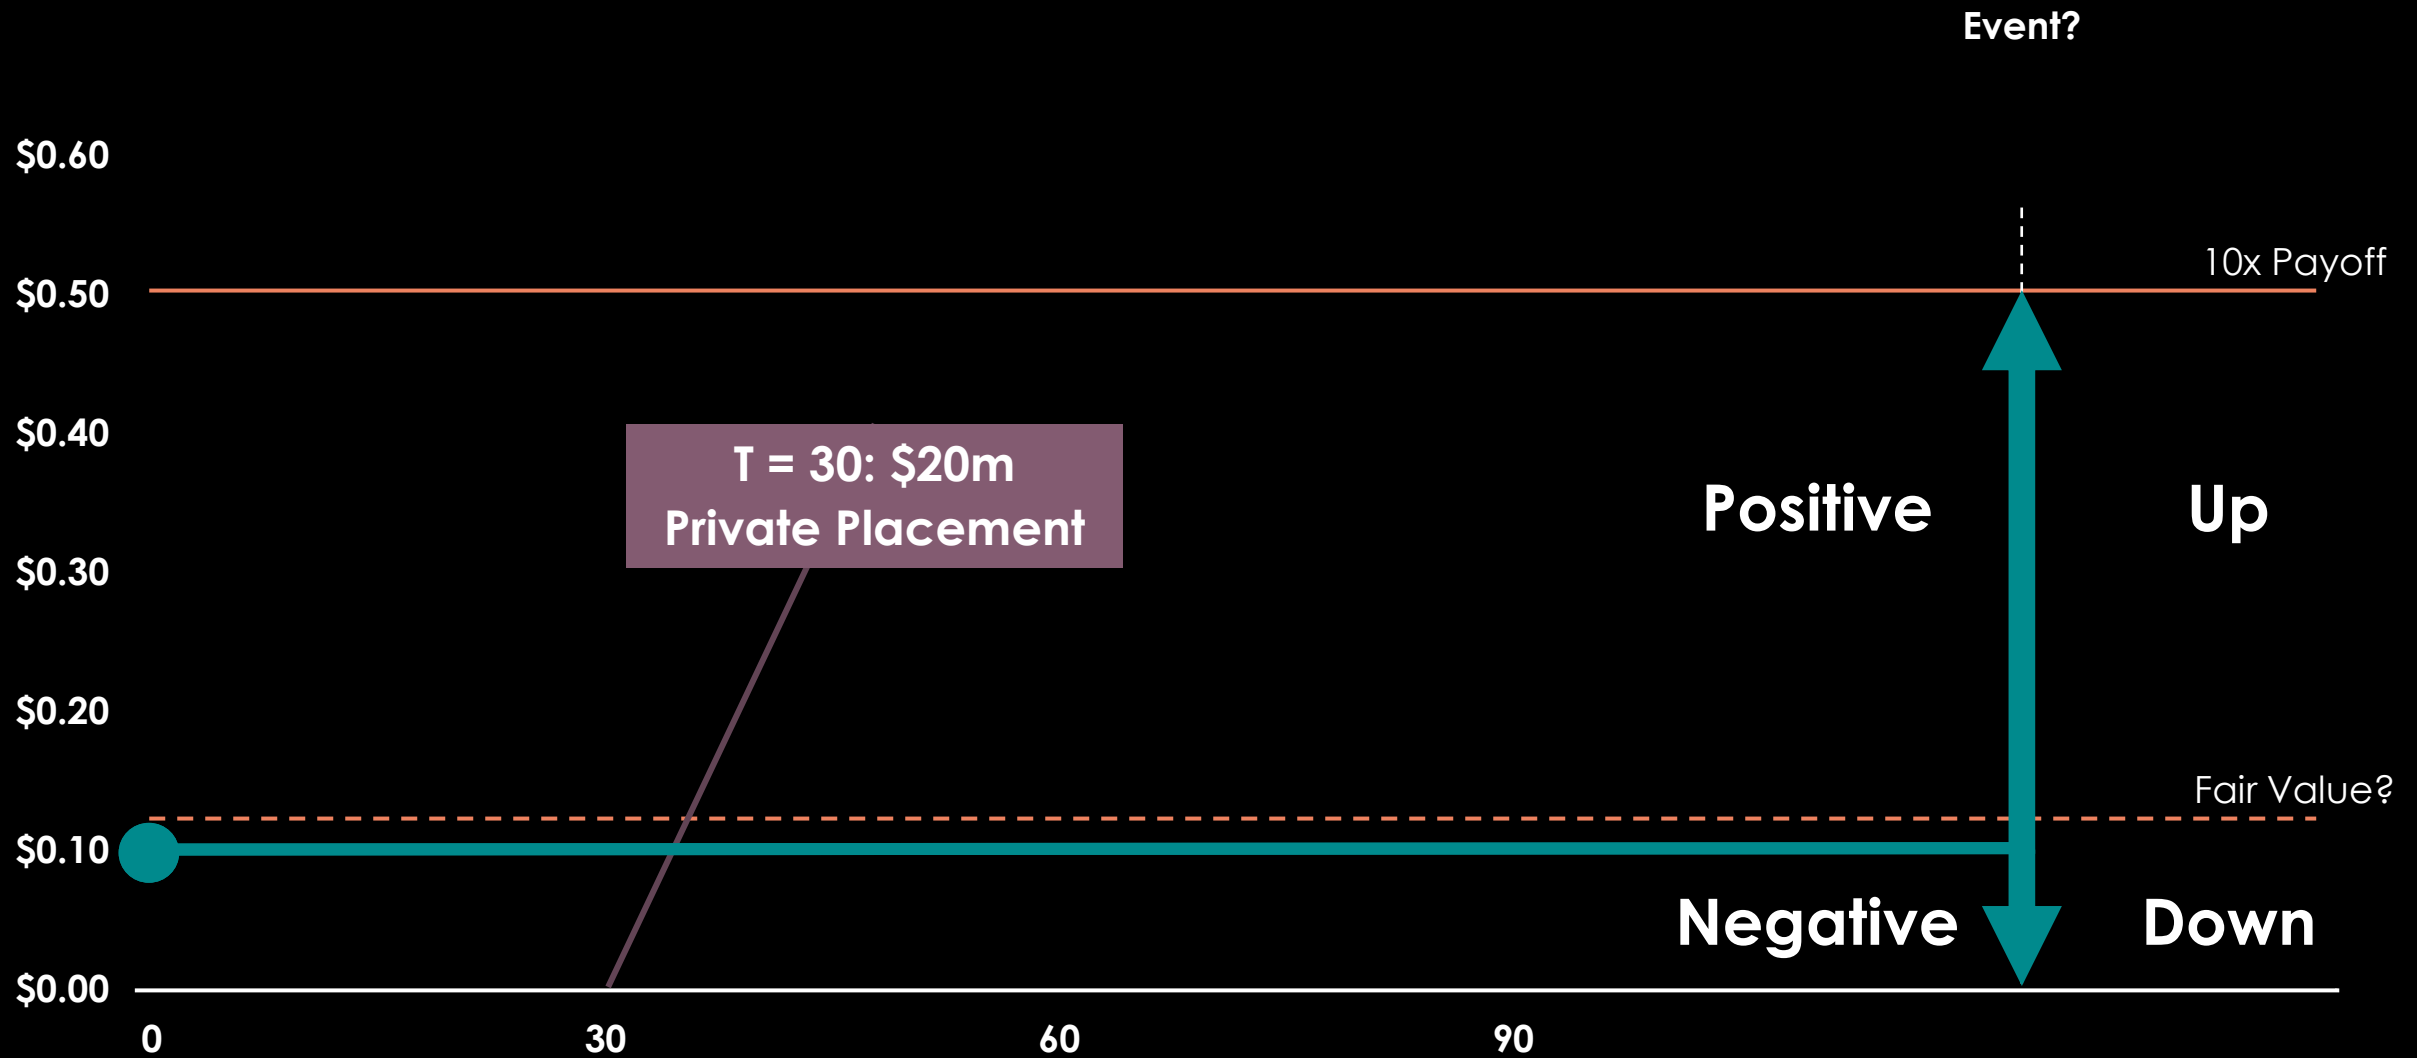 Event?
$0.60
10x Payoff
$0.50
$0.40
T = 30: $20m
Private Placement
Positive
Up
$0.30
$0.20
Fair Value?
$0.10
Negative
Down
$0.00
0
30
60
90